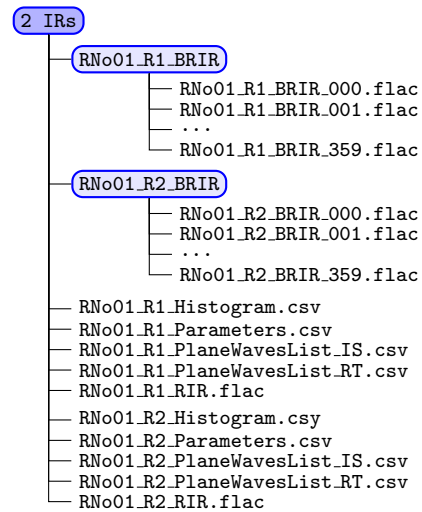 2 IRs
RNo01_R1_BRIR
RNo01_R1_BRIR_000.flac
RNo01_R1_BRIR_001.flac
...
RNo01_R1_BRIR_359.flac
RNo01_R2_BRIR
RNo01_R2_BRIR_000.flac
RNo01_R2_BRIR_001.flac
...
RNo01_R2_BRIR_359.flac
RNo01_R1_Histogram.csv
RNo01_R1_Parameters.csv
RNo01_R1_PlaneWavesList_IS.csv
RNo01_R1_PlaneWavesList_RT.csv
RNo01_R1_RIR.flac
RNo01_R2_Histogram.csy
RNo01_R2_Parameters.csv
RNo01_R2_PlaneWavesList_IS.csv
RNo01_R2_PlaneWavesList_RT.csv
RNo01_R2_RIR.flac